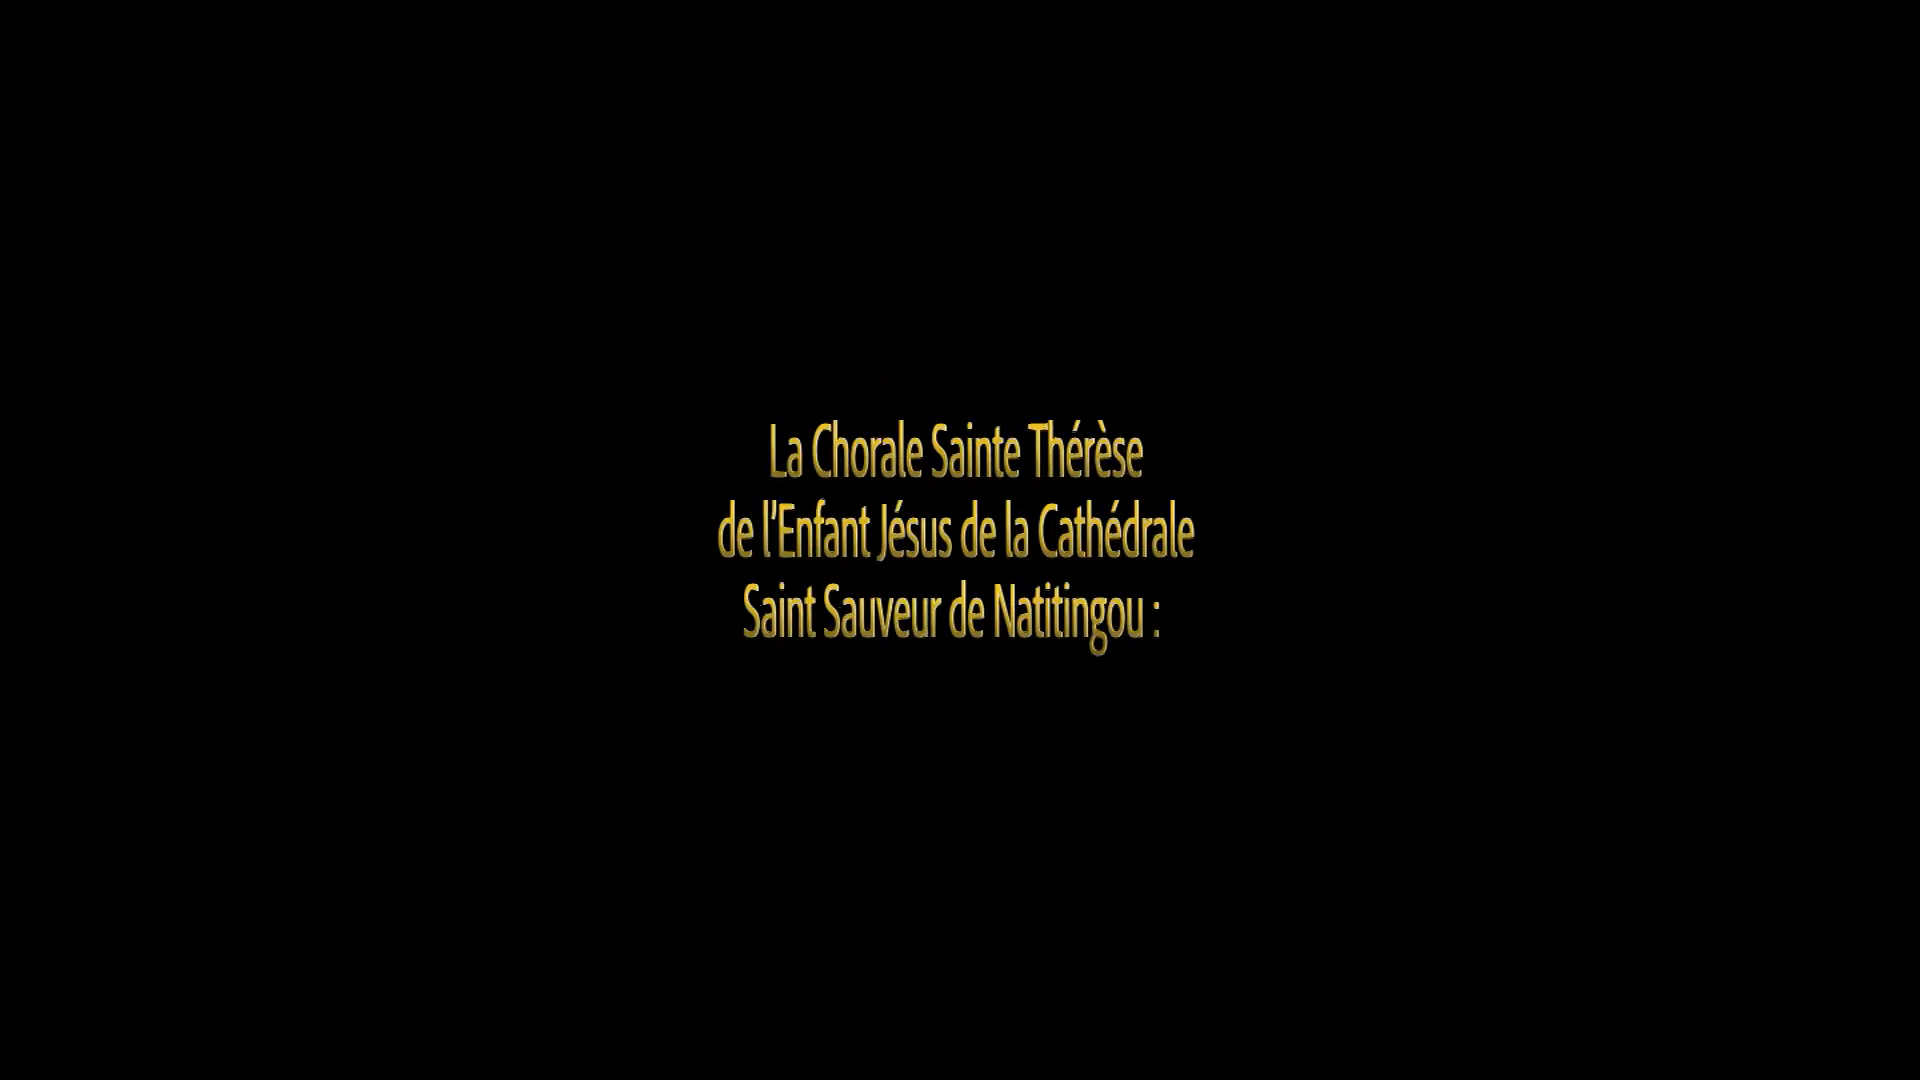 La Chorale Sainte Thérèse
de l'Enfant Jésus de la Cathédrale
Saint Sauveur de Natitingou :